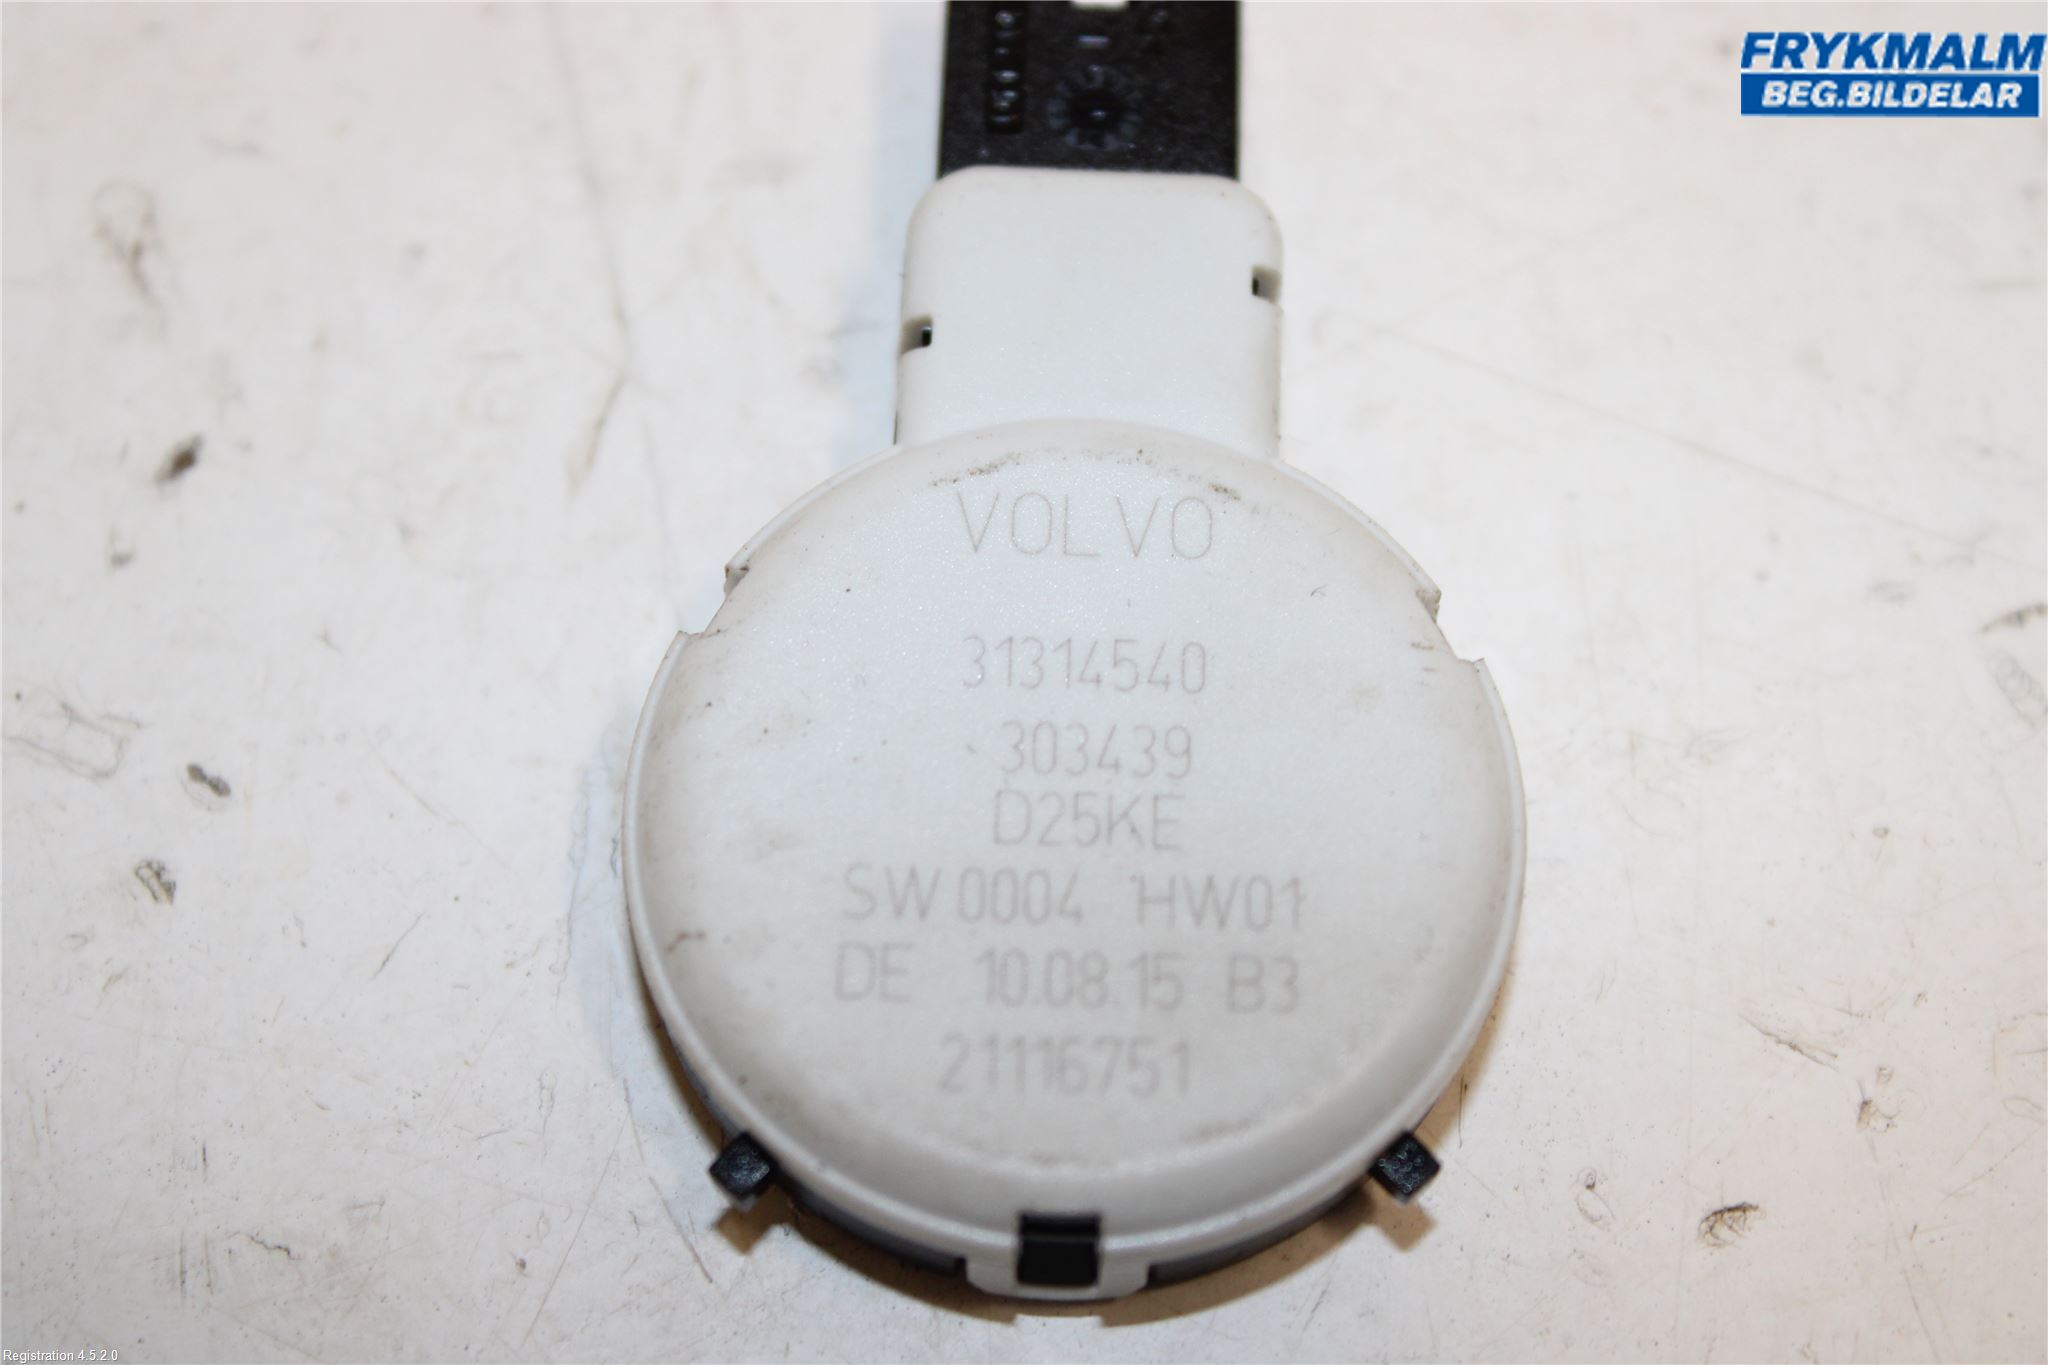 FRYKMALM
BEG.BILDELAR
VOLVO
31314540
303439
D25KE
SW 0004 HW01
DE 10.08.15 B3
21116751
Registration 4.5.2.0